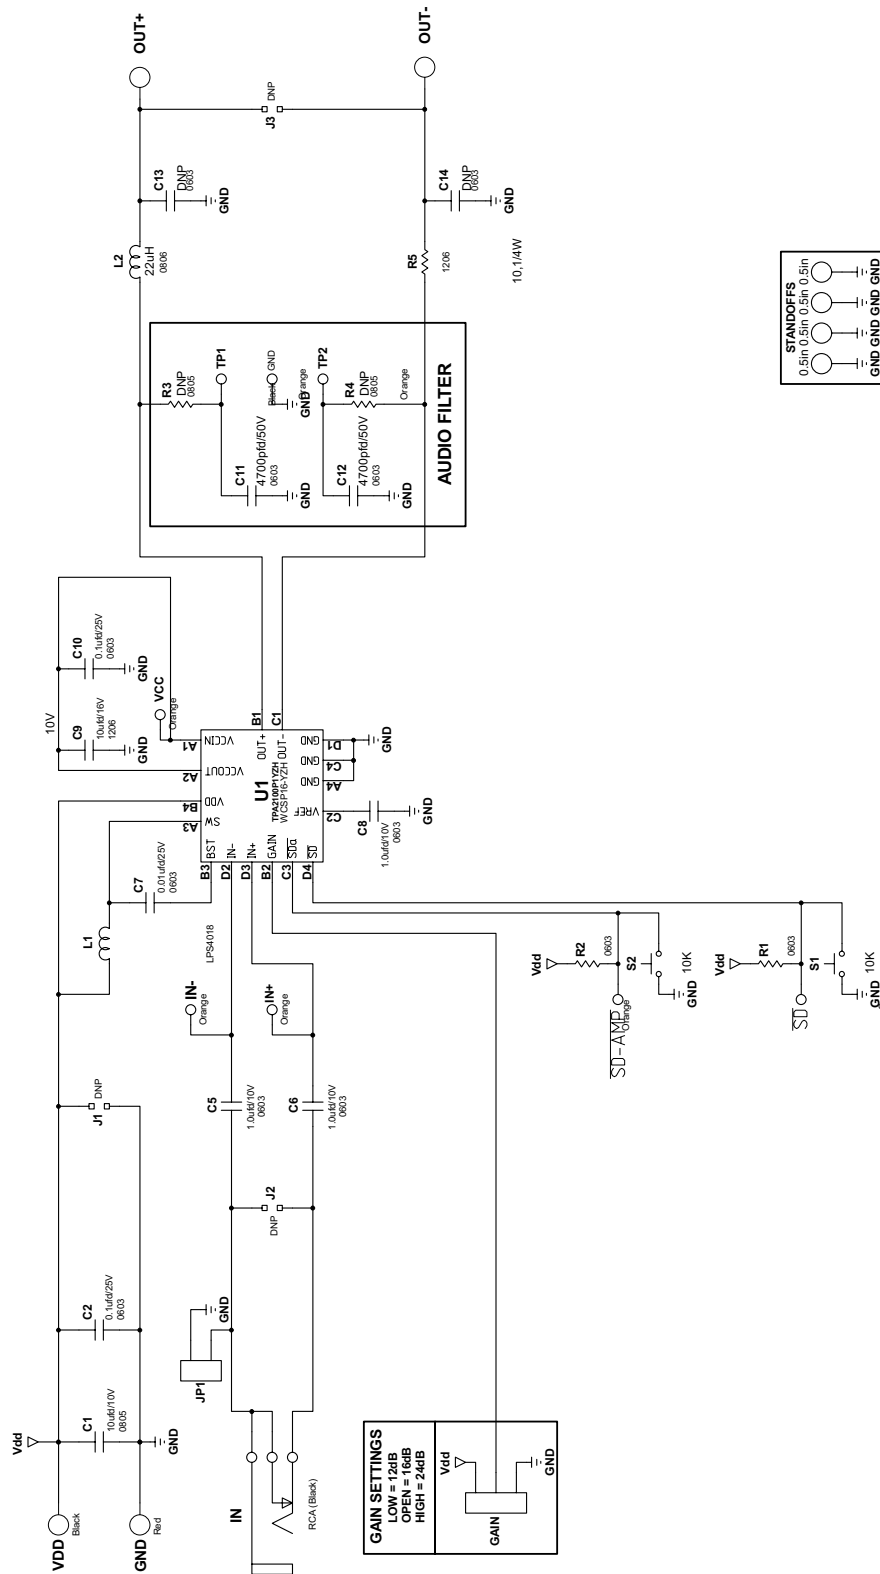 VDD
Black
GND
Red
Vdd
C1
10ufd/10V
0805
GND
C2
0.1ufd/25V
0603
J1
DNP
L1
C7
0.01ufd/25V
0603
LPS4018
10V
C9
10ufd/16V
1206
GND
C10
0.1ufd/25V
0603
GND
VCC
Orange
IN
RCA (Black)
JP1
GND
J2
DNP
C5
1.0ufd/10V
0603
C6
1.0ufd/10V
0603
IN-
Orange
IN+
Orange
U1
TPA2100P1YZH
WCSP16-YZH
B3
BST
D2
IN-
D3
IN+
B2
GAIN
C3
SDa
D4
SD
A3
SW
B4
VDD
A2
VCCOUT
A1
VCCIN
B1
OUT+
C1
OUT-
C2
VREF
A4
GND
C4
GND
D1
GND
GND
C8
1.0ufd/10V
0603
GND
AUDIO FILTER
C11
4700pfd/50V
0603
GND
R3
DNP
0805
TP1
Black
GND
GND
Orange
TP2
C12
4700pfd/50V
0603
GND
R4
DNP
0805
Orange
L2
22uH
0806
C13
DNP
0603
GND
R5
1206
10,1/4W
C14
DNP
0603
GND
J3
DNP
OUT+
OUT-
GAIN SETTINGS
LOW = 12dB
OPEN = 16dB
HIGH = 24dB
Vdd
GAIN
GND
Vdd
R2
0603
SD-AMP
Orange
S2
10K
GND
Vdd
R1
0603
SD
S1
10K
GND
STANDOFFS
0.5in 0.5in 0.5in 0.5in
GND GND GND GND